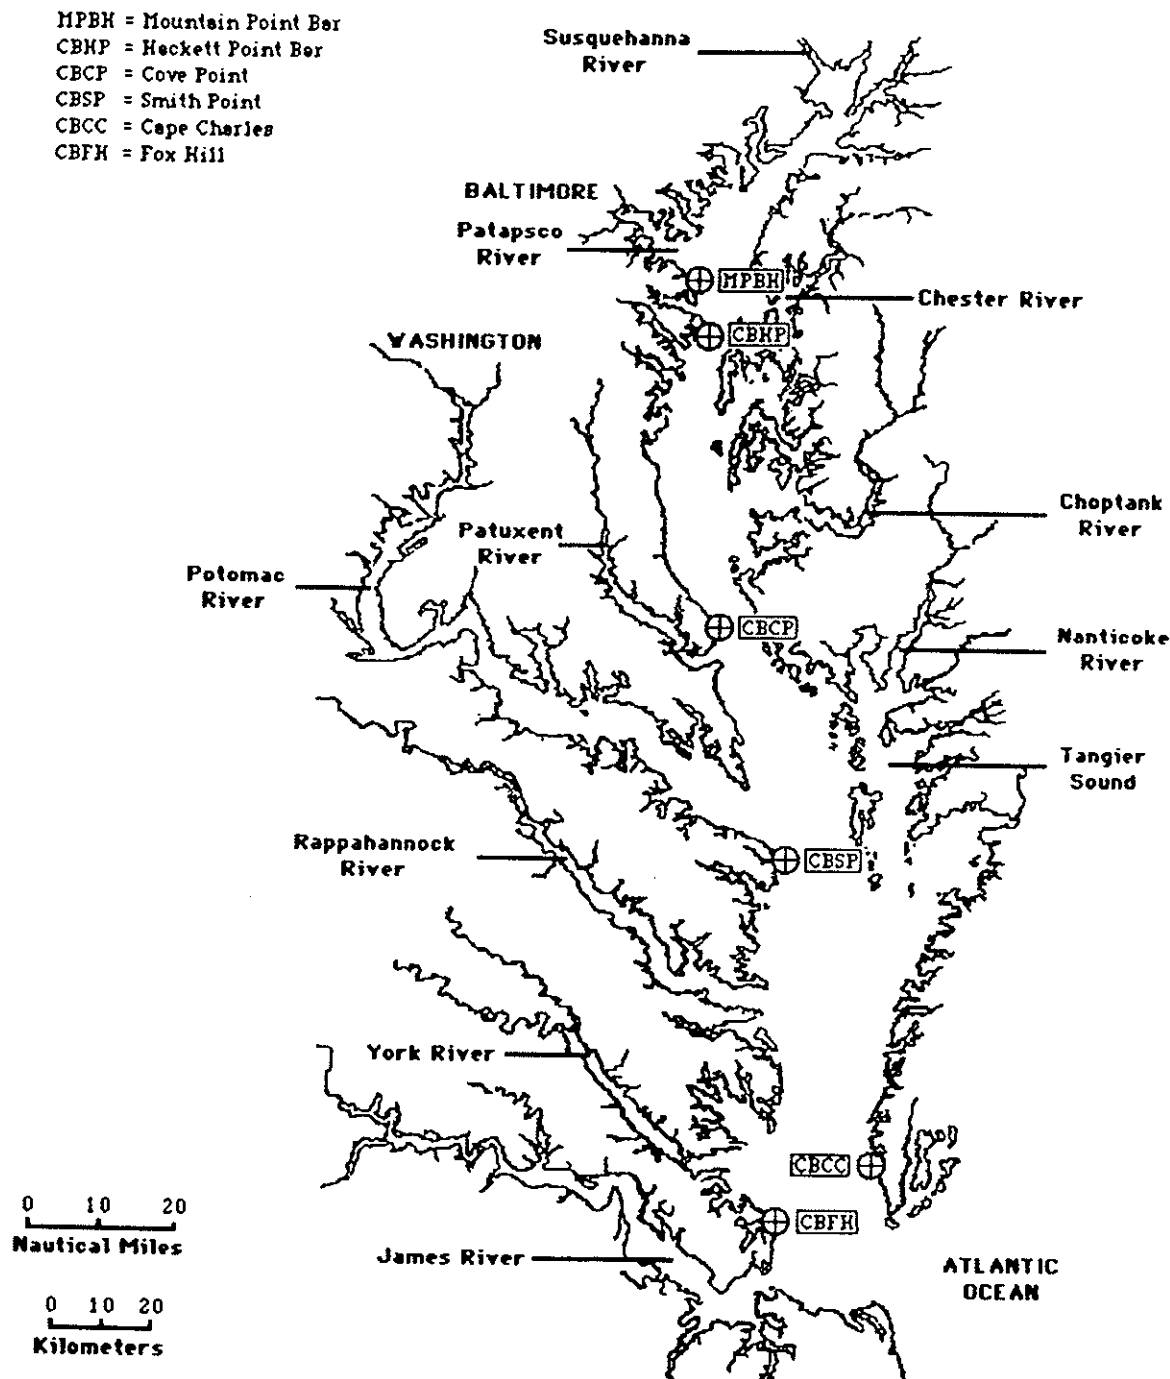 MPBH = Mountain Point Bar
CBHP = Hackett Point Bar
CBCP = Cove Point
CBSP = Smith Point
CBCC = Cape Charles
CBFH = Fox Hill
Susquehanna
River
BALTIMORE
Patapsco
River
MPBH
Chester River
CBHP
WASHINGTON
Choptank
River
Patuxent
River
Potomac
River
CBCP
Nanticoke
River
Tangier
Sound
Rappahannock
River
CBSP
York River
CBCC
CBFH
James River
ATLANTIC
OCEAN
0 10 20
Nautical Miles
0 10 20
Kilometers